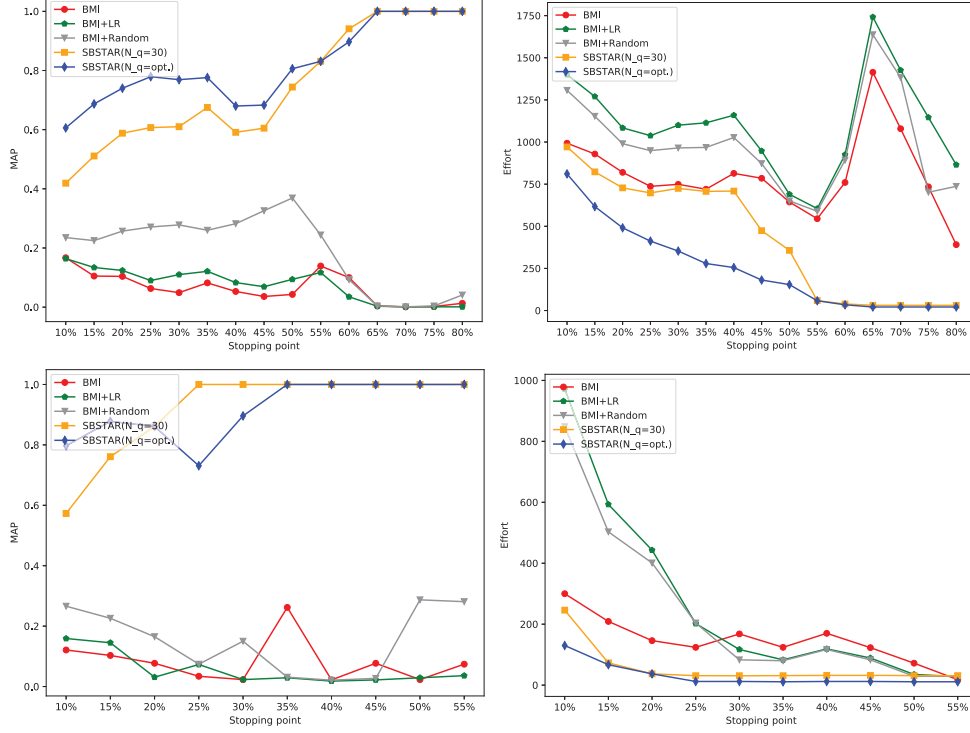 1.0
0.8
0.6
0.4
0.2
0.0
MAP
BMI
BMI+LR
BMI+Random
SBSTAR(N_q=30)
SBSTAR(N_q=opt.)
10% 15% 20% 25% 30% 35% 40% 45% 50% 55% 60% 65% 70% 75% 80%
Stopping point
1750
1500
1250
1000
750
500
250
0
Effort
BMI
BMI+LR
BMI+Random
SBSTAR(N_q=30)
SBSTAR(N_q=opt.)
10% 15% 20% 25% 30% 35% 40% 45% 50% 55% 60% 65% 70% 75% 80%
Stopping point
1.0
0.8
0.6
0.4
0.2
0.0
MAP
BMI
BMI+LR
BMI+Random
SBSTAR(N_q=30)
SBSTAR(N_q=opt.)
10% 15% 20% 25% 30% 35% 40% 45% 50% 55%
Stopping point
1000
800
600
400
200
0
Effort
BMI
BMI+LR
BMI+Random
SBSTAR(N_q=30)
SBSTAR(N_q=opt.)
10% 15% 20% 25% 30% 35% 40% 45% 50% 55%
Stopping point